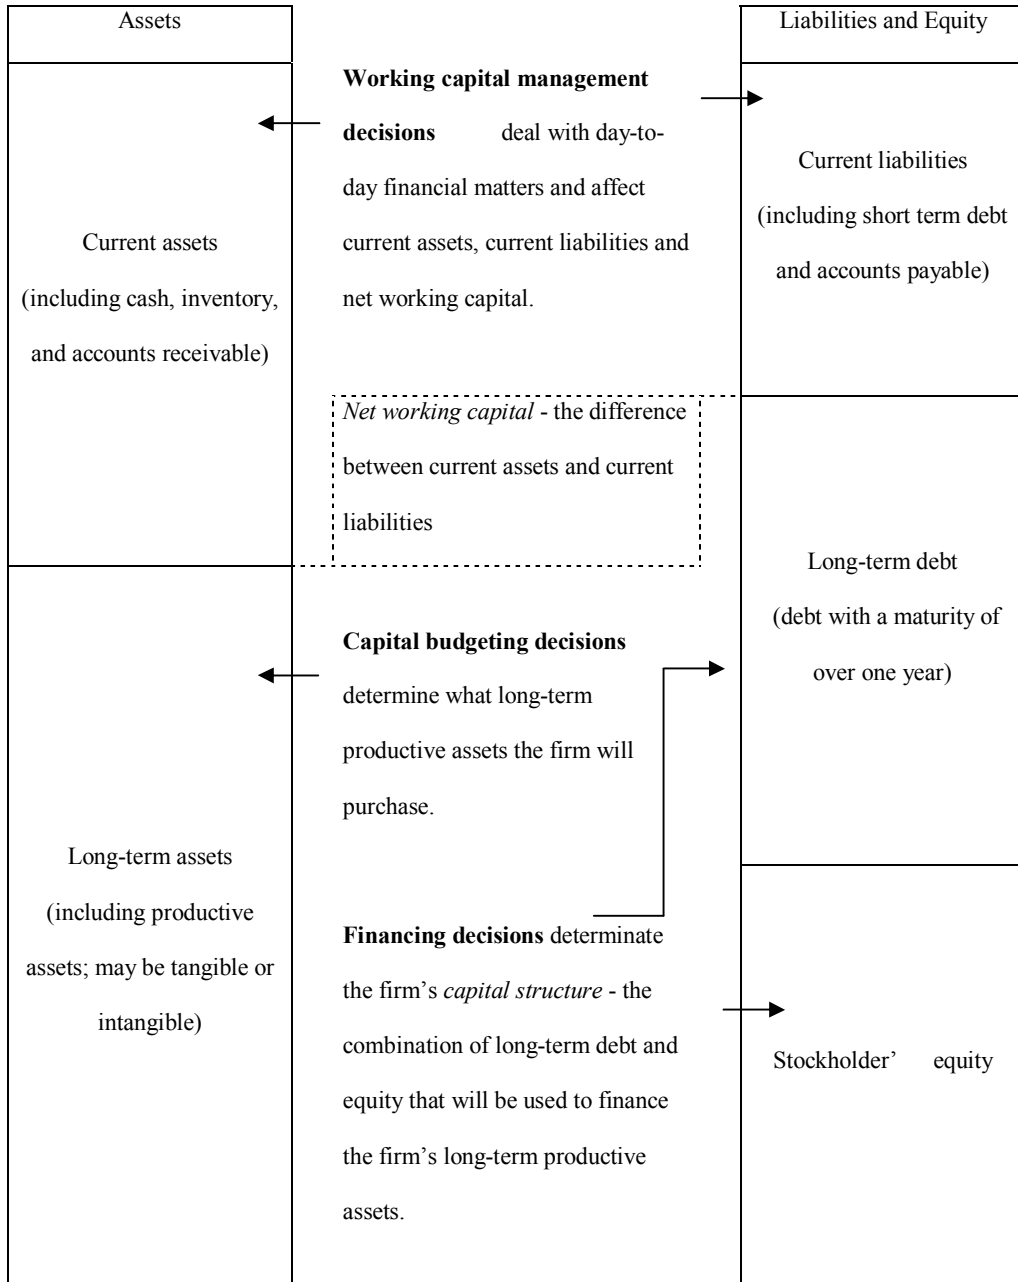 Assets
Liabilities and Equity
Working capital management
decisions deal with day-to-
day financial matters and affect
current assets, current liabilities and
net working capital.
Current assets
(including cash, inventory,
and accounts receivable)
Current liabilities
(including short term debt
and accounts payable)
Net working capital - the difference
between current assets and current
liabilities
Long-term debt
(debt with a maturity of
over one year)
Capital budgeting decisions
determine what long-term
productive assets the firm will
purchase.
Long-term assets
(including productive
assets; may be tangible or
intangible)
Financing decisions determinate
the firm’s capital structure - the
combination of long-term debt and
equity that will be used to finance
the firm’s long-term productive
assets.
Stockholder’ equity